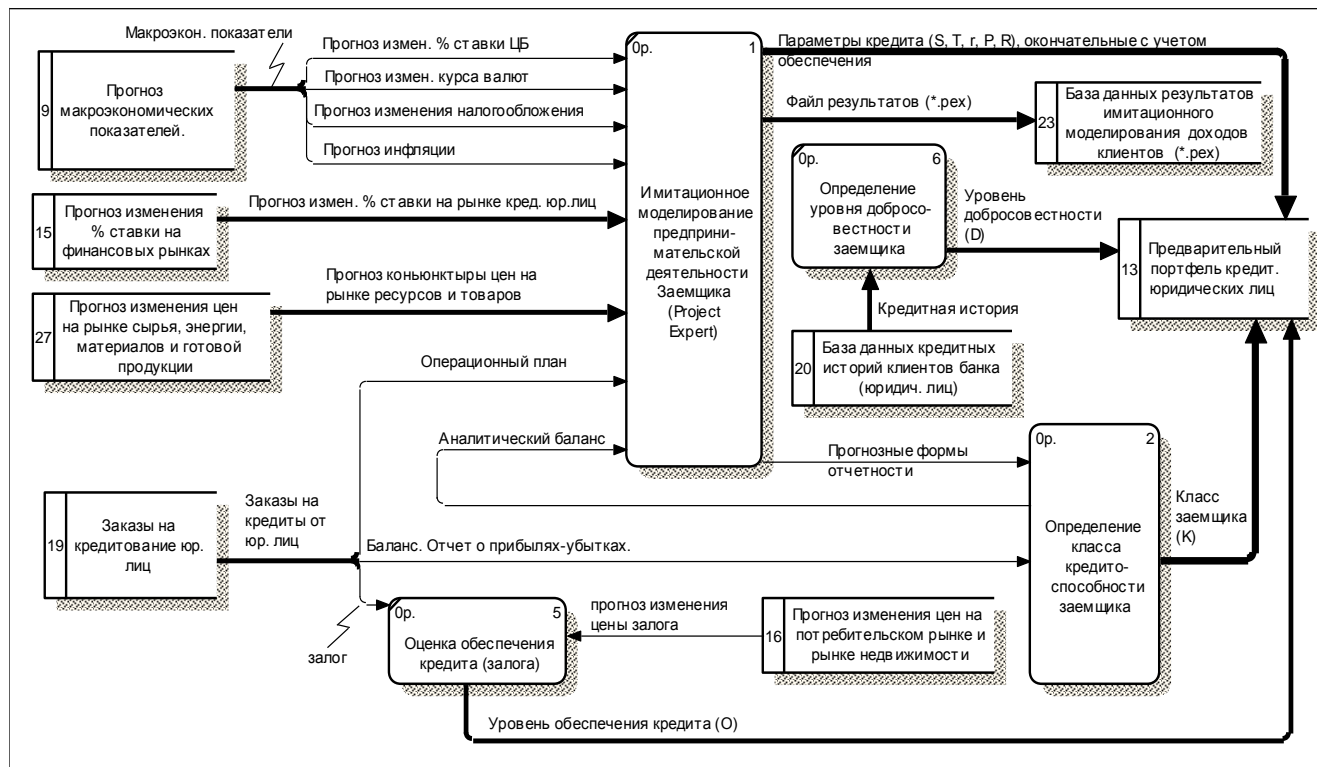 Макроэкон. показатели
9
Прогноз
макроэкономических
показателей.
Прогноз измен. % ставки ЦБ
Прогноз измен. курса валют
Прогноз изменения налогообложения
Прогноз инфляции
15
Прогноз изменения
% ставки на
финансовых рынках
Прогноз измен. % ставки на рынке кред. юр.лиц
27
Прогноз изменения цен
на рынке сырья, энергии,
материалов и готовой
продукции
Прогноз коньюнктыры цен на
рынке ресурсов и товаров
0р.
1
Имитационное
моделирование
предприни-
мательской
деятельности
Заемщика
(Project
Expert)
Параметры кредита (S, T, r, P, R), окончательные с учетом
обеспечения
Файл результатов (*.pex)
23
База данных результатов
имитационного
моделирования доходов
клиентов (*.pex)
0р.
6
Определение
уровня добросо-
вестности
заемщика
Уровень
добросовестности
(D)
13
Предварительный
портфель кредит.
юридических лиц
Кредитная история
20
База данных кредитных
историй клиентов банка
(юридич. лиц)
Операционный план
Аналитический баланс
Прогнозные формы
отчетности
0р.
2
Определение
класса
кредито-
способности
заемщика
Класс
заемщика
(K)
19
Заказы на
кредитование юр.
лиц
Заказы на
кредиты от
юр. лиц
Баланс. Отчет о прибылях-убытках.
залог
0р.
5
Оценка обеспечения
кредита (залога)
прогноз изменения
цены залога
16
Прогноз изменения цен на
потребительском рынке и
рынке недвижимости
Уровень обеспечения кредита (О)